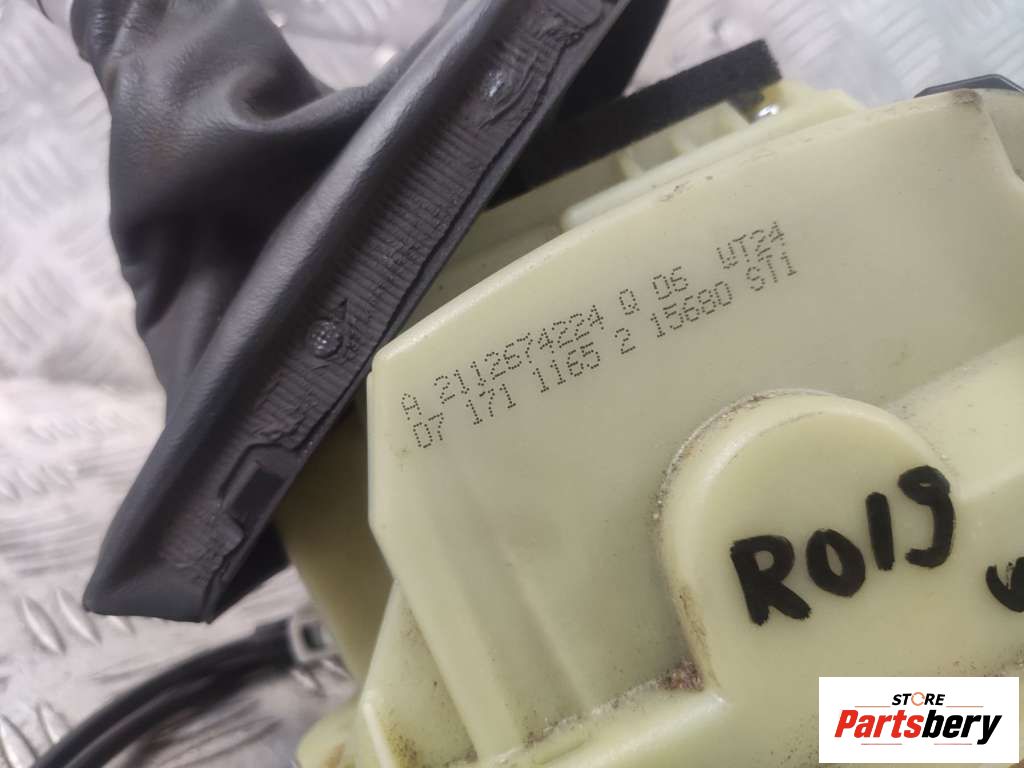 A 2112674224 Q 06 WT24
07 171 1165 2 15680 ST1
R019
STORE
Partsbery